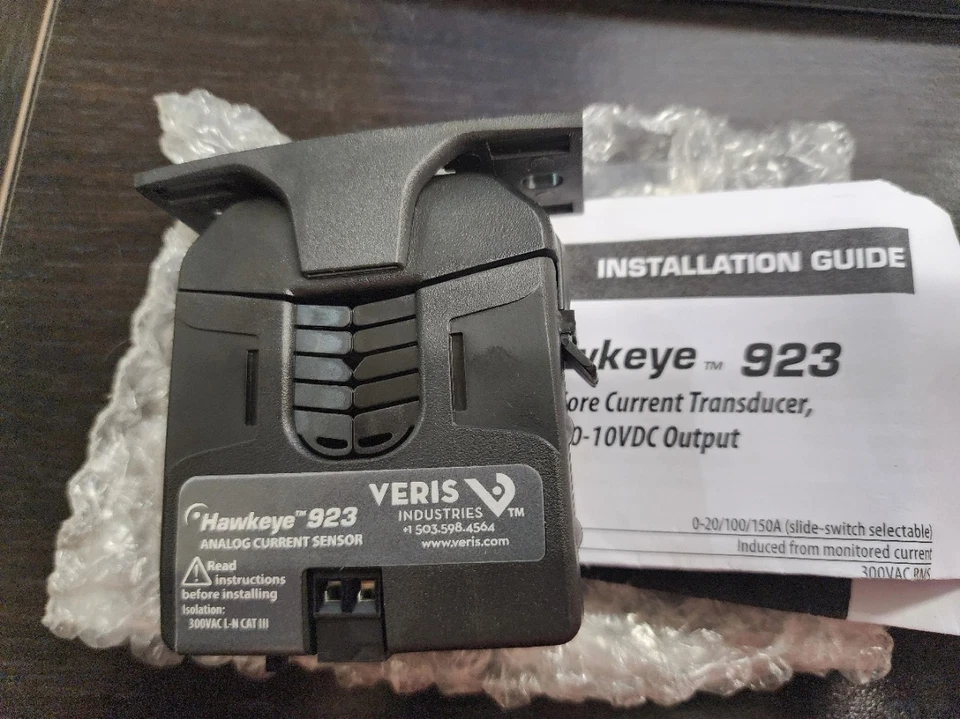 INSTALLATION GUIDE
™ 923
Core Current Transducer,
0-10VDC Output
0-20/100/150A (slide-switch selectable)
Induced from monitored current
300VAC RMS
VERIS
INDUSTRIES™
+1 503.598.4564
www.veris.com
Hawkeye™ 923
ANALOG CURRENT SENSOR
Read
instructions
before installing
Isolation:
300VAC L-N CAT III